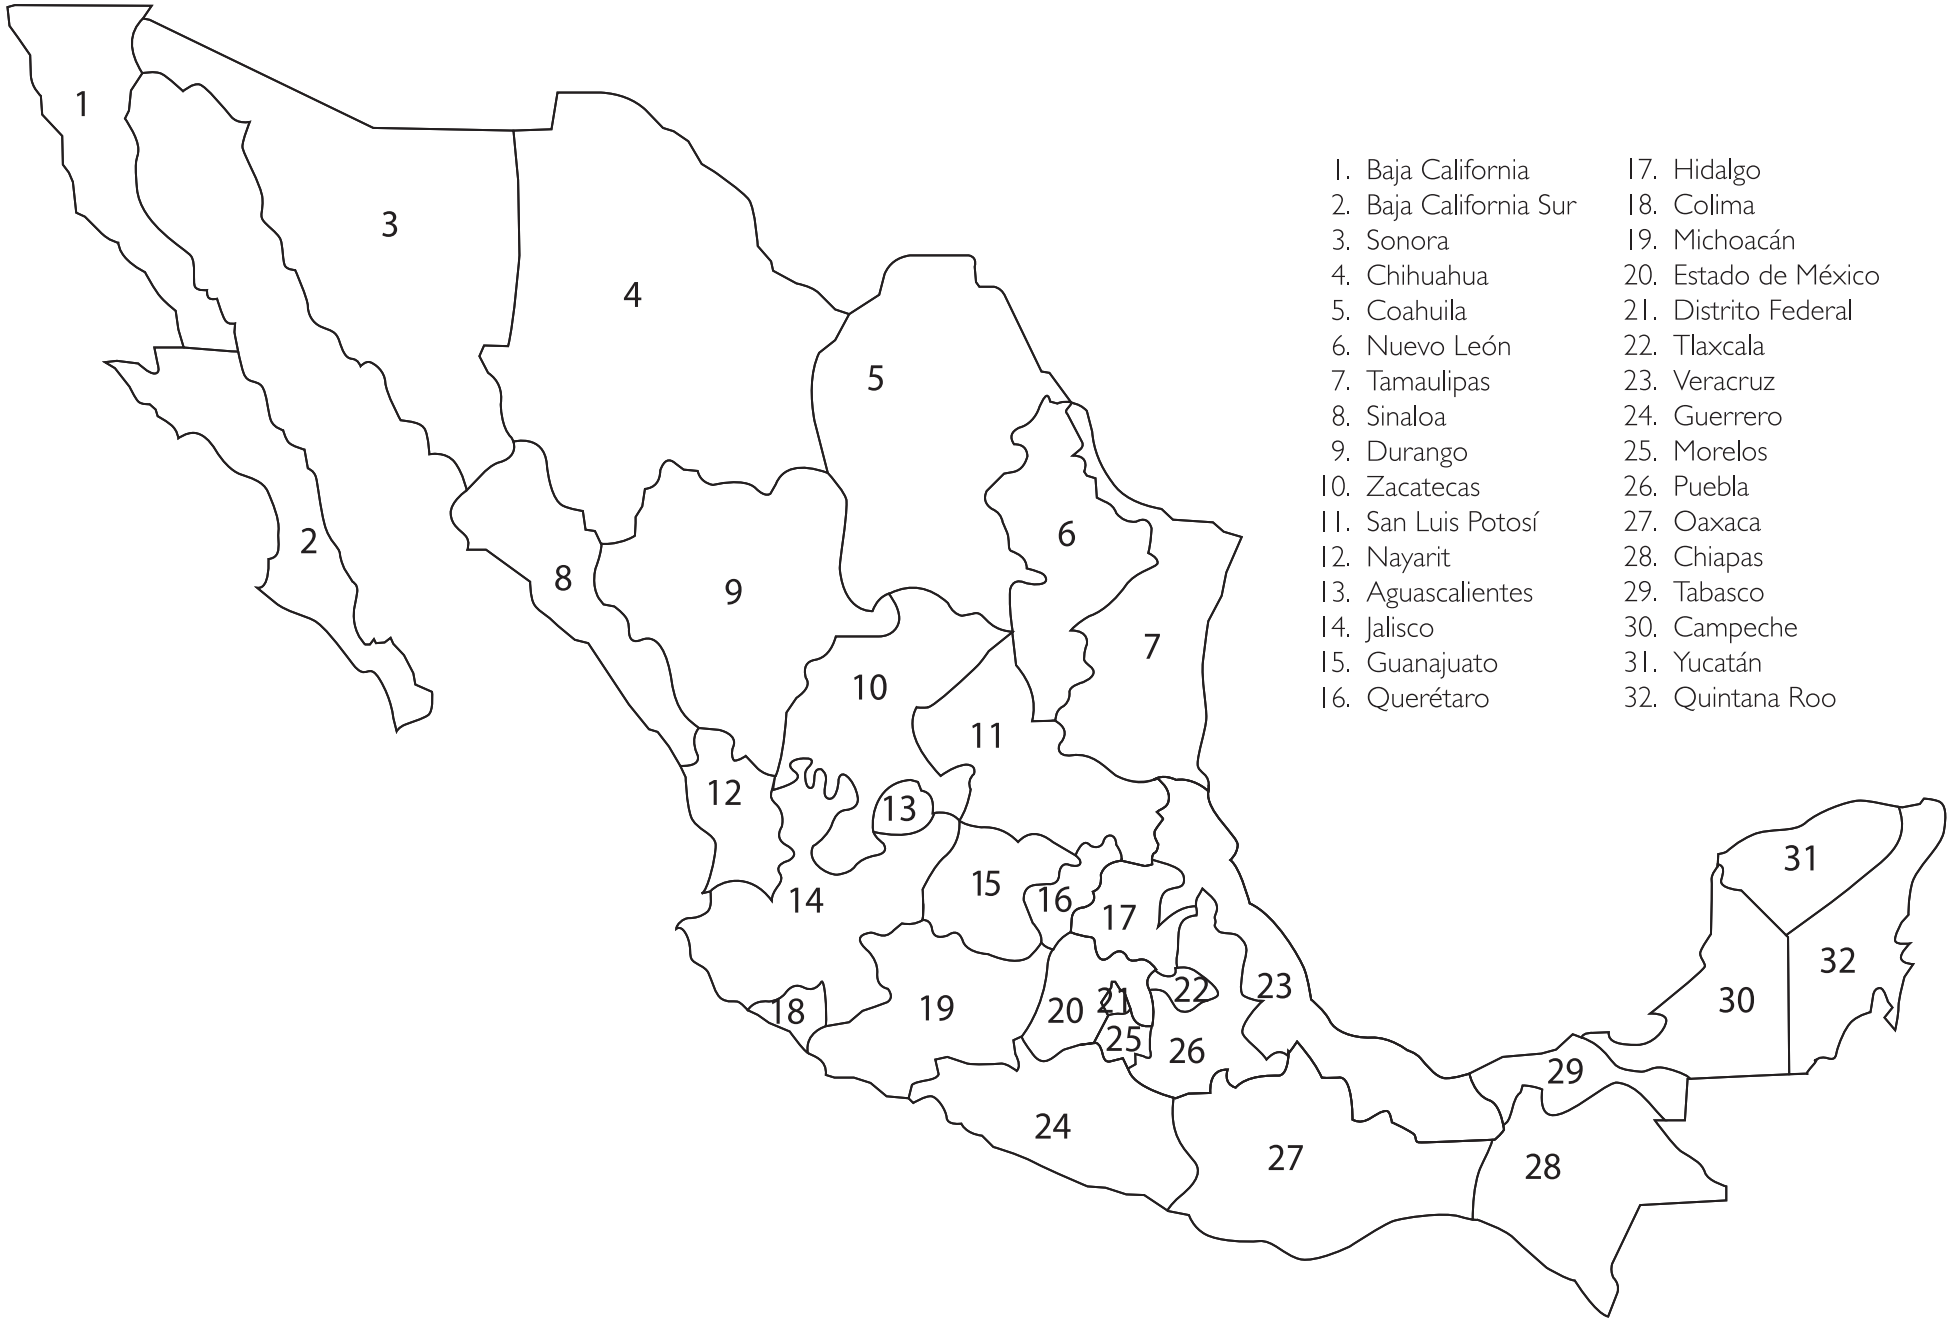 1. Baja California
2. Baja California Sur
3. Sonora
4. Chihuahua
5. Coahuila
6. Nuevo León
7. Tamaulipas
8. Sinaloa
9. Durango
10. Zacatecas
11. San Luis Potosí
12. Nayarit
13. Aguascalientes
14. Jalisco
15. Guanajuato
16. Querétaro
17. Hidalgo
18. Colima
19. Michoacán
20. Estado de México
21. Distrito Federal
22. Tlaxcala
23. Veracruz
24. Guerrero
25. Morelos
26. Puebla
27. Oaxaca
28. Chiapas
29. Tabasco
30. Campeche
31. Yucatán
32. Quintana Roo
1
2
3
4
5
6
7
8
9
10
11
12
13
14
15
16
17
18
19
20
21
22
23
24
25
26
27
28
29
30
31
32